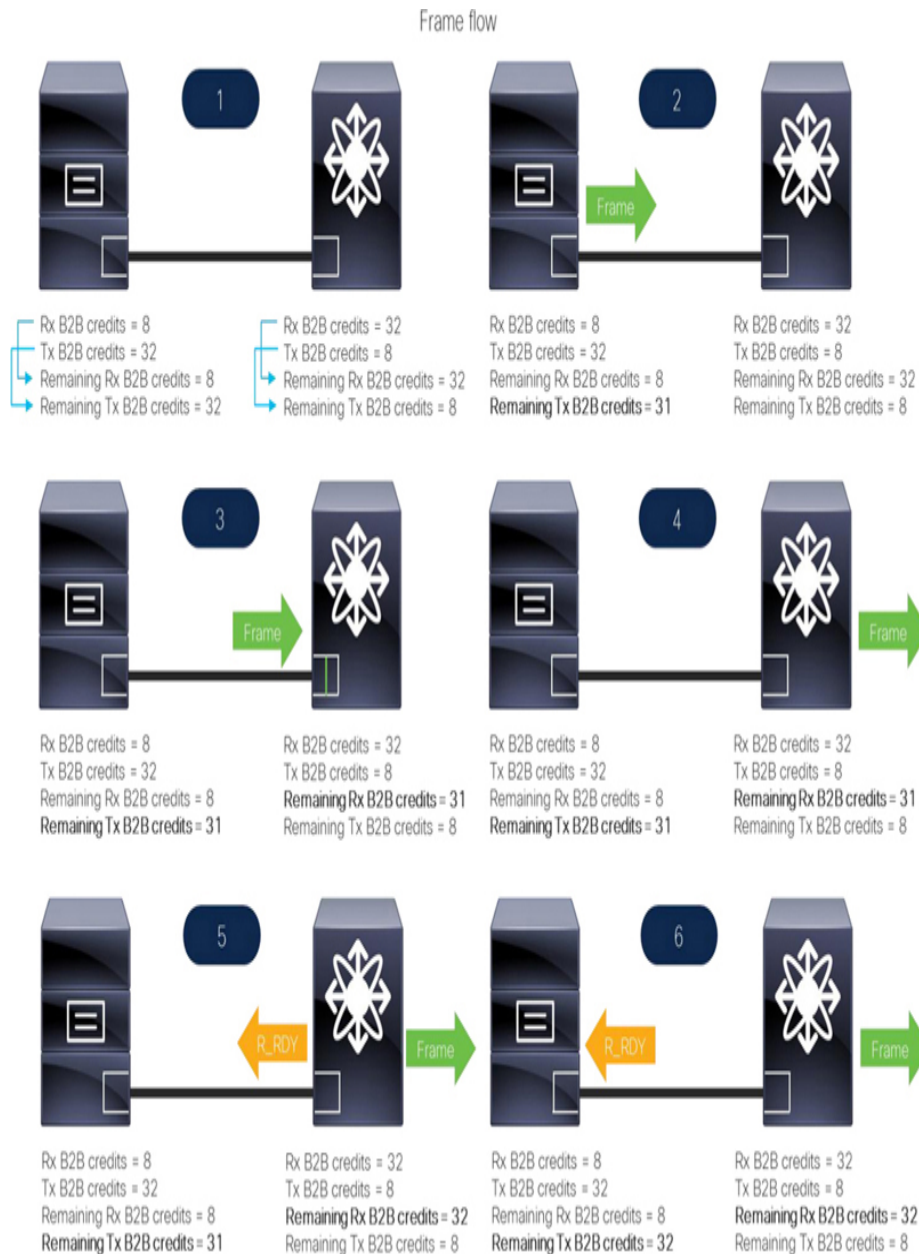 Frame flow
1
Rx B2B credits = 8
Tx B2B credits = 32
Remaining Rx B2B credits = 8
Remaining Tx B2B credits = 32
Rx B2B credits = 32
Tx B2B credits = 8
Remaining Rx B2B credits = 32
Remaining Tx B2B credits = 8
2
Frame
Rx B2B credits = 8
Tx B2B credits = 32
Remaining Rx B2B credits = 8
Remaining Tx B2B credits = 31
Rx B2B credits = 32
Tx B2B credits = 8
Remaining Rx B2B credits = 32
Remaining Tx B2B credits = 8
3
Frame
Rx B2B credits = 8
Tx B2B credits = 32
Remaining Rx B2B credits = 8
Remaining Tx B2B credits = 31
Rx B2B credits = 32
Tx B2B credits = 8
Remaining Rx B2B credits = 31
Remaining Tx B2B credits = 8
4
Frame
Rx B2B credits = 8
Tx B2B credits = 32
Remaining Rx B2B credits = 8
Remaining Tx B2B credits = 31
Rx B2B credits = 32
Tx B2B credits = 8
Remaining Rx B2B credits = 31
Remaining Tx B2B credits = 8
5
R_RDY
Frame
Rx B2B credits = 8
Tx B2B credits = 32
Remaining Rx B2B credits = 8
Remaining Tx B2B credits = 31
Rx B2B credits = 32
Tx B2B credits = 8
Remaining Rx B2B credits = 32
Remaining Tx B2B credits = 8
6
R_RDY
Frame
Rx B2B credits = 8
Tx B2B credits = 32
Remaining Rx B2B credits = 8
Remaining Tx B2B credits = 32
Rx B2B credits = 32
Tx B2B credits = 8
Remaining Rx B2B credits = 32
Remaining Tx B2B credits = 8